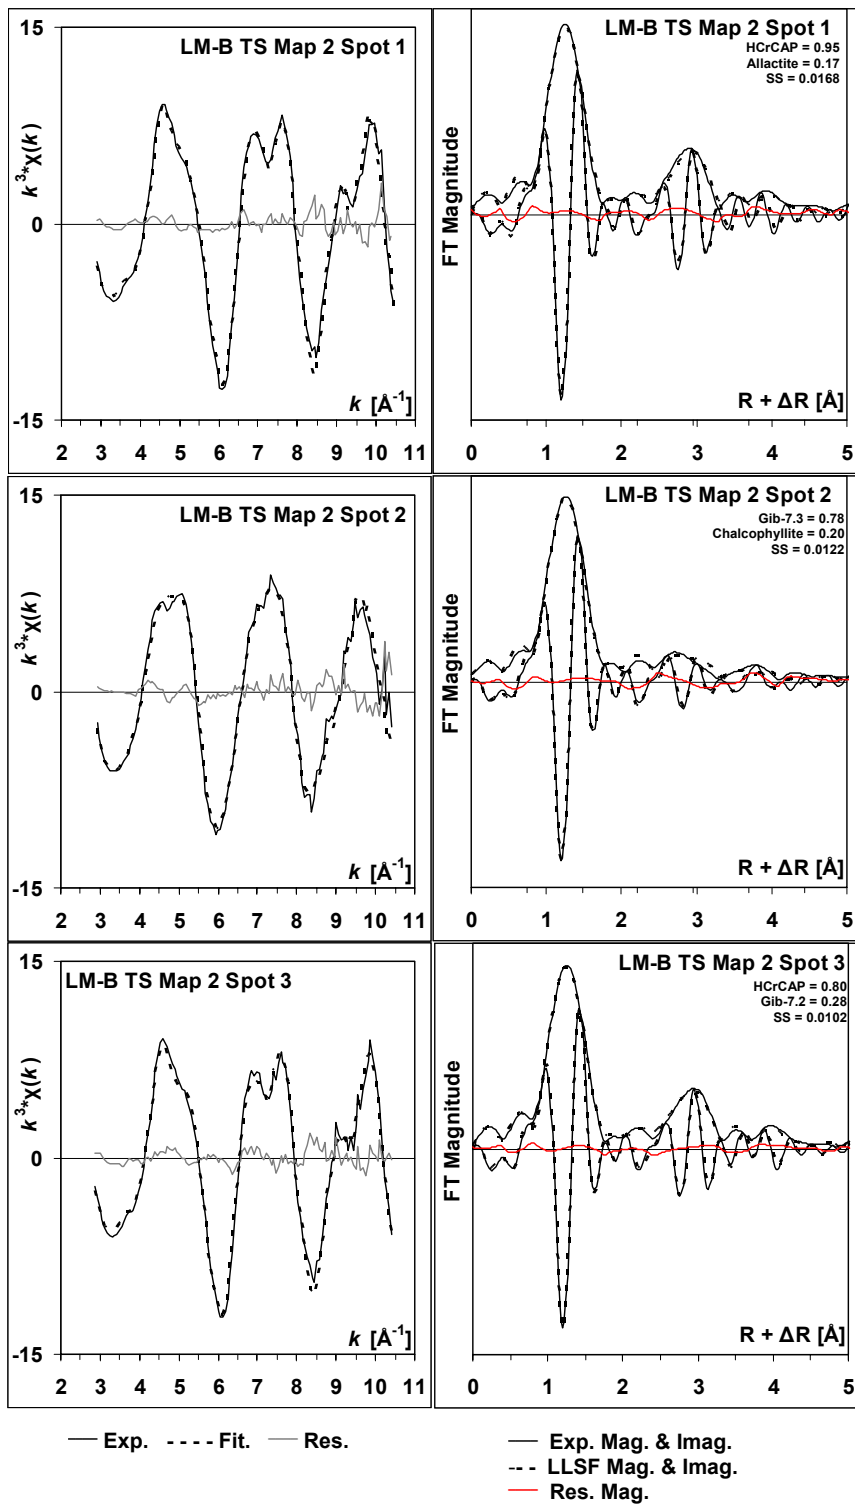 LM-B TS Map 2 Spot 1
15
0
-15
k³*χ(k)
k [Å⁻¹]
2 3 4 5 6 7 8 9 10 11
LM-B TS Map 2 Spot 1
HCrCAP = 0.95
Allactite = 0.17
SS = 0.0168
FT Magnitude
R + ΔR [Å]
0 1 2 3 4 5
LM-B TS Map 2 Spot 2
15
0
-15
k³*χ(k)
k [Å⁻¹]
2 3 4 5 6 7 8 9 10 11
LM-B TS Map 2 Spot 2
Gib-7.3 = 0.78
Chalcophyllite = 0.20
SS = 0.0122
FT Magnitude
R + ΔR [Å]
0 1 2 3 4 5
LM-B TS Map 2 Spot 3
15
0
-15
k³*χ(k)
k [Å⁻¹]
2 3 4 5 6 7 8 9 10 11
LM-B TS Map 2 Spot 3
HCrCAP = 0.80
Gib-7.2 = 0.28
SS = 0.0102
FT Magnitude
R + ΔR [Å]
0 1 2 3 4 5
Exp. Fit. Res.
Exp. Mag. & Imag.
LLSF Mag. & Imag.
Res. Mag.